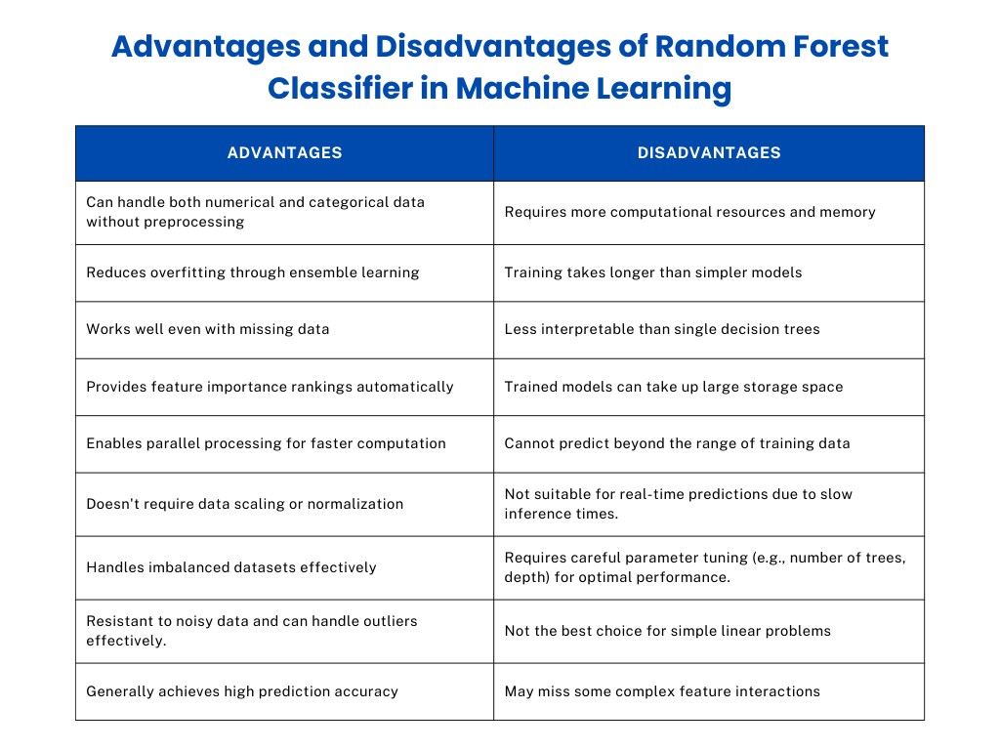 Advantages and Disadvantages of Random Forest
Classifier in Machine Learning
ADVANTAGES
DISADVANTAGES
Can handle both numerical and categorical data
without preprocessing
Requires more computational resources and memory
Reduces overfitting through ensemble learning
Training takes longer than simpler models
Works well even with missing data
Less interpretable than single decision trees
Provides feature importance rankings automatically
Trained models can take up large storage space
Enables parallel processing for faster computation
Cannot predict beyond the range of training data
Doesn't require data scaling or normalization
Not suitable for real-time predictions due to slow
inference times.
Handles imbalanced datasets effectively
Requires careful parameter tuning (e.g., number of trees,
depth) for optimal performance.
Resistant to noisy data and can handle outliers
effectively.
Not the best choice for simple linear problems
Generally achieves high prediction accuracy
May miss some complex feature interactions